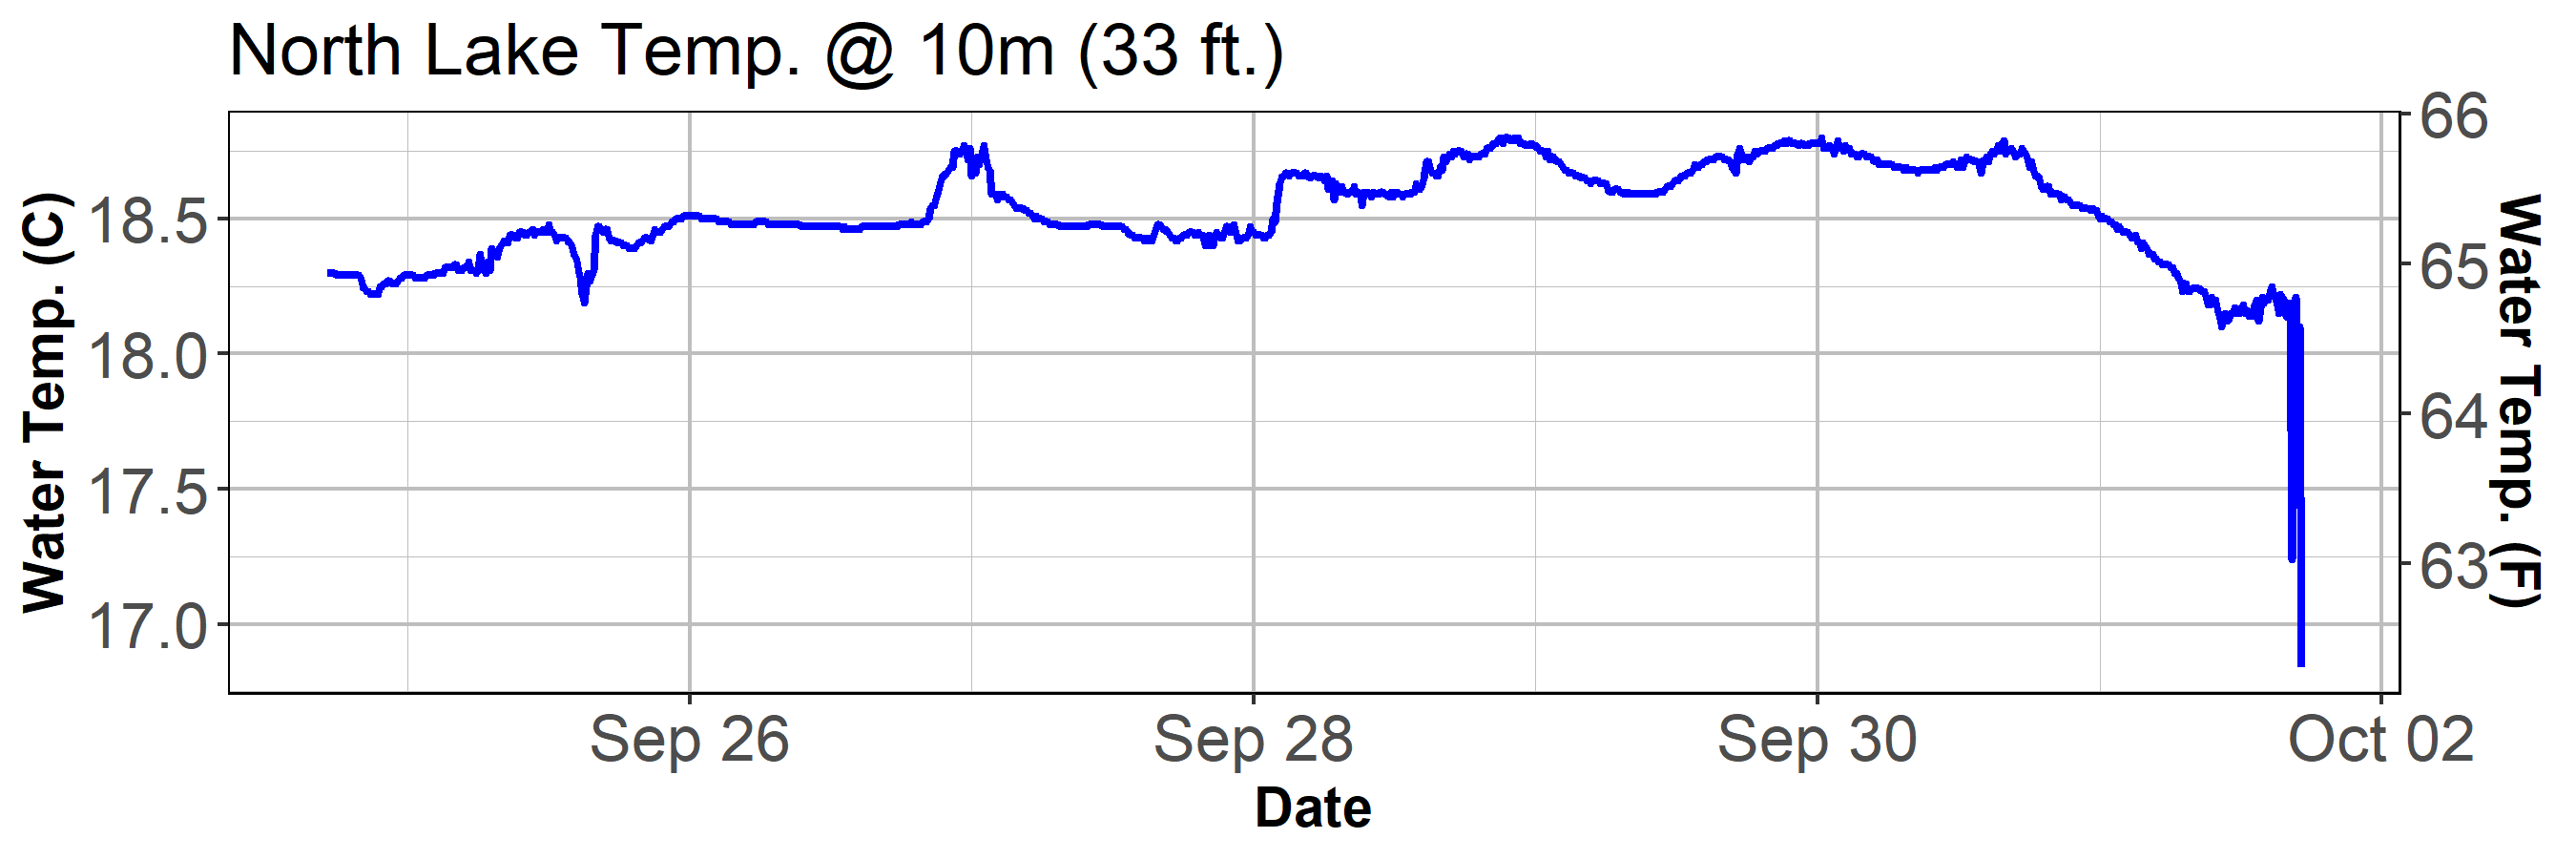 North Lake Temp. @ 10m (33 ft.)
Water Temp. (C)
18.5
18.0
17.5
17.0
66
65
64
63
Water Temp. (F)
Sep 26
Sep 28
Sep 30
Oct 02
Date